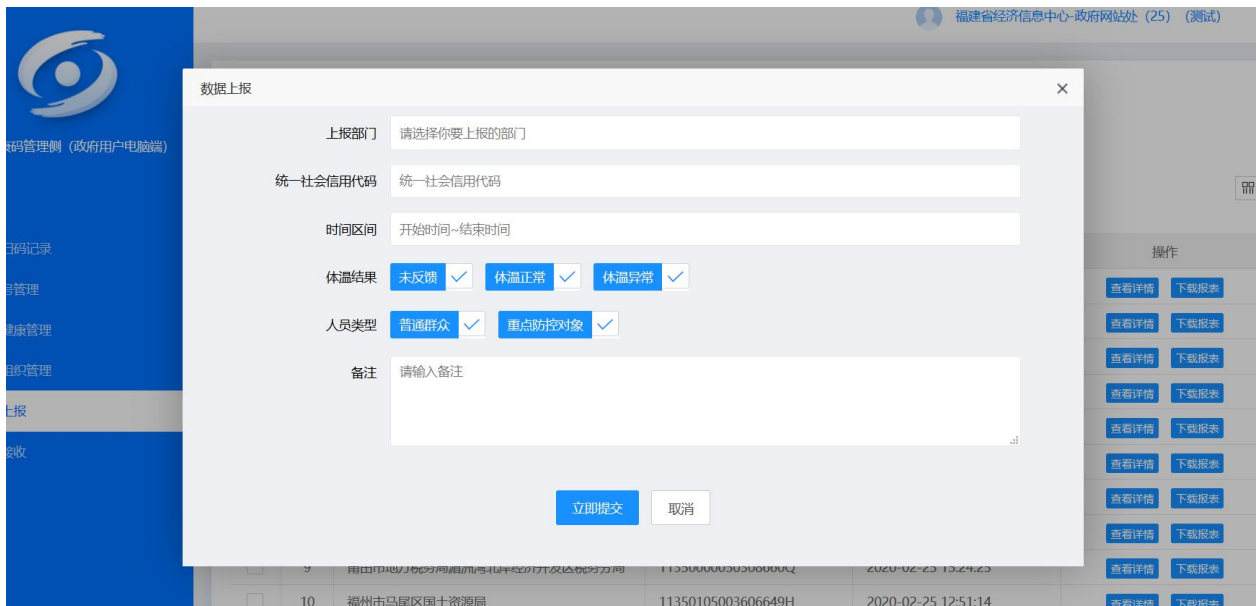 福建省经济信息中心-政府网站处（25）（测试）
数据上报
码管理侧（政府用户电脑端）
扫码记录
管理
健康管理
组织管理
上报
接收
上报部门 请选择你要上报的部门
统一社会信用代码 统一社会信用代码
时间区间 开始时间~结束时间
体温结果 未反馈 体温正常 体温异常
人员类型 普通群众 重点防控对象
备注 请输入备注
立即提交 取消
操作
查看详情 下载报表
查看详情 下载报表
查看详情 下载报表
查看详情 下载报表
查看详情 下载报表
查看详情 下载报表
查看详情 下载报表
查看详情 下载报表
9 莆田市地方税务局湄洲湾北岸经济开发区税务分局 2020-02-25 15:24:25 查看详情 下载报表
10 福州市马尾区国土资源局 11350105003606649H 2020-02-25 12:51:14 查看详情 下载报表